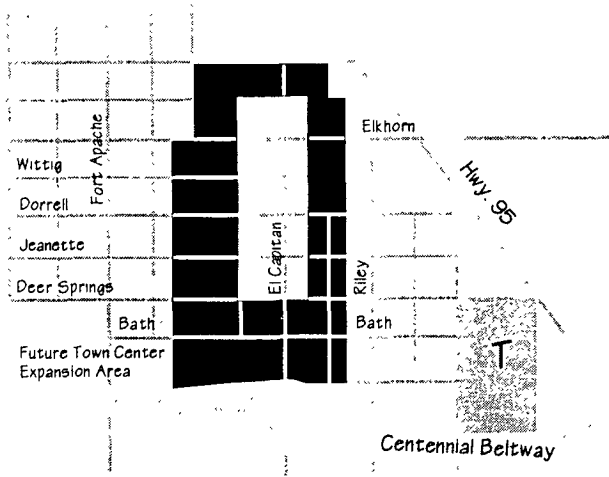 Elkhorn
Wittig
Fort Apache
Hwy. 95
Dorrell
Jeanette
El Capitan
Deer Springs
Riley
Bath
Bath
Future Town Center
Expansion Area
T
Centennial Beltway